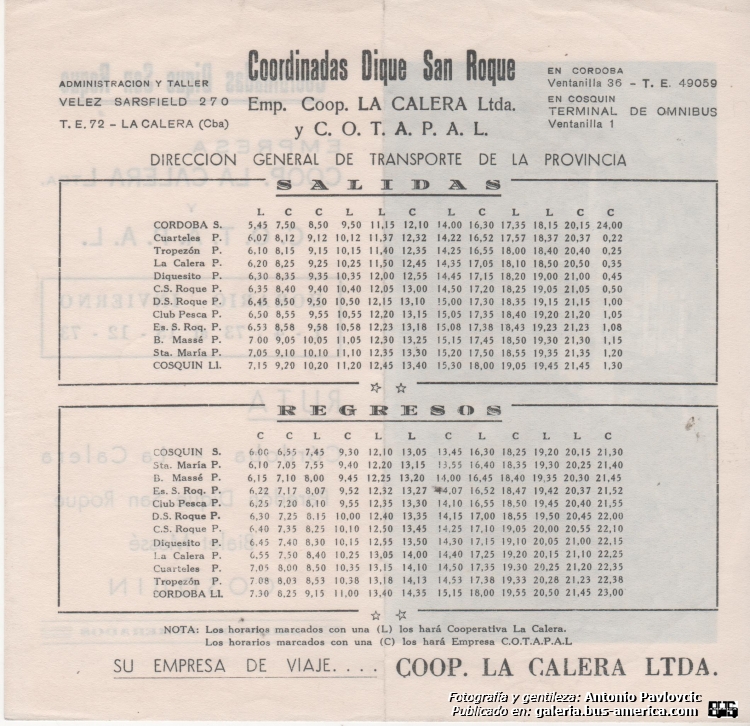 Coordinadas Dique San Roque
ADMINISTRACION Y TALLER
VELEZ SARSFIELD 270
T. E. 72 – LA CALERA (Cba)
Emp. Coop. LA CALERA Ltda.
y C. O. T. A. P. A. L.
EN CORDOBA
Ventanilla 36 – T. E. 49059
EN COSQUIN
TERMINAL DE OMNIBUS
Ventanilla 1
DIRECCION GENERAL DE TRANSPORTE DE LA PROVINCIA
SALIDAS
L C C L L C L C L L C C
CORDOBA S. 5,45 7,50 8,50 9,50 11,15 12,10 14,00 16,30 17,35 18,15 20,15 24,00
Cuarteles P. 6,07 8,12 9,12 10,12 11,37 12,32 14,22 16,52 17,57 18,37 20,37 0,22
Tropezón P. 6,10 8,15 9,15 10,15 11,40 12,35 14,25 16,55 18,00 18,40 20,40 0,25
La Calera P. 6,20 8,25 9,25 10,25 11,50 12,45 14,35 17,05 18,10 18,50 20,50 0,35
Diquesito P. 6,30 8,35 9,35 10,35 12,00 12,55 14,45 17,15 18,20 19,00 21,00 0,45
C.S. Roque P. 6,35 8,40 9,40 10,40 12,05 13,00 14,50 17,20 18,25 19,05 21,05 0,50
D.S. Roque P. 6,45 8,50 9,50 10,50 12,15 13,10 15,00 17,30 18,35 19,15 21,15 1,00
Club Pesca P. 6,50 8,55 9,55 10,55 12,20 13,15 15,05 17,35 18,40 19,20 21,20 1,05
Es. S. Roq. P. 6,53 8,58 9,58 10,58 12,23 13,18 15,08 17,38 18,43 19,23 21,23 1,08
B. Massé P. 7 00 9,05 10,05 11,05 12,30 13,25 15,15 17,45 18,50 19,30 21,30 1,15
Sta. María P. 7,05 9,10 10,10 11,10 12,35 13,30 15,20 17,50 18,55 19,35 21,35 1,20
COSQUIN Ll. 7,15 9,20 10,20 11,20 12,45 13,40 15,30 18,00 19,05 19,45 21,45 1,30
REGRESOS
C C L C L L C L C L L C
COSQUIN S. 6,00 6,55 7,45 9,30 12,10 13,05 13,45 16,30 18,25 19,20 20,15 21,30
Sta. María P. 6,10 7,05 7,55 9,40 12,20 13,15 13,55 16,40 18,35 19,30 20,25 21,40
B. Massé P. 6,15 7,10 8,00 9,45 12,25 13,20 14,00 16,45 18,40 19,35 20,30 21,45
Es. S. Roq. P. 6,22 7,17 8,07 9,52 12,32 13,27 14,07 16,52 18,47 19,42 20,37 21,52
Club Pesca P. 6,25 7,20 8,10 9,55 12,35 13,30 14,10 16,55 18,50 19,45 20,40 21,55
D.S. Roque P. 6,30 7,25 8,15 10,00 12,40 13,35 14,15 17,00 18,55 19,50 20,45 22,00
C.S. Roque P. 6,40 7,35 8,25 10,10 12,50 13,45 14,25 17,10 19,05 20,00 20,55 22,10
Diquesito P. 6,45 7,40 8,30 10,15 12,55 13,50 14,30 17,15 19,10 20,05 21,00 22,15
La Calera P. 6,55 7,50 8,40 10,25 13,05 14,00 14,40 17,25 19,20 20,15 21,10 22,25
Cuarteles P. 7,05 8,00 8,50 10,35 13,15 14,10 14,50 17,35 19,30 20,25 21,20 22,35
Tropezón P. 7 08 8,03 8,53 10,38 13,18 14,13 14,53 17,38 19,33 20,28 21,23 22,38
CORDOBA Ll. 7.30 8,25 9,15 11,00 13,40 14,35 15,15 18,00 19,55 20,50 21,45 23,00
NOTA: Los horarios marcados con una (L) los hará Cooperativa La Calera.
Los horarios marcados con una (C) los hará Empresa C.O.T.A.P.A.L
SU EMPRESA DE VIAJE. . . . COOP. LA CALERA LTDA.
Fotografía y gentileza: Antonio Pavlovcic
Publicado en: galeria.bus-america.com